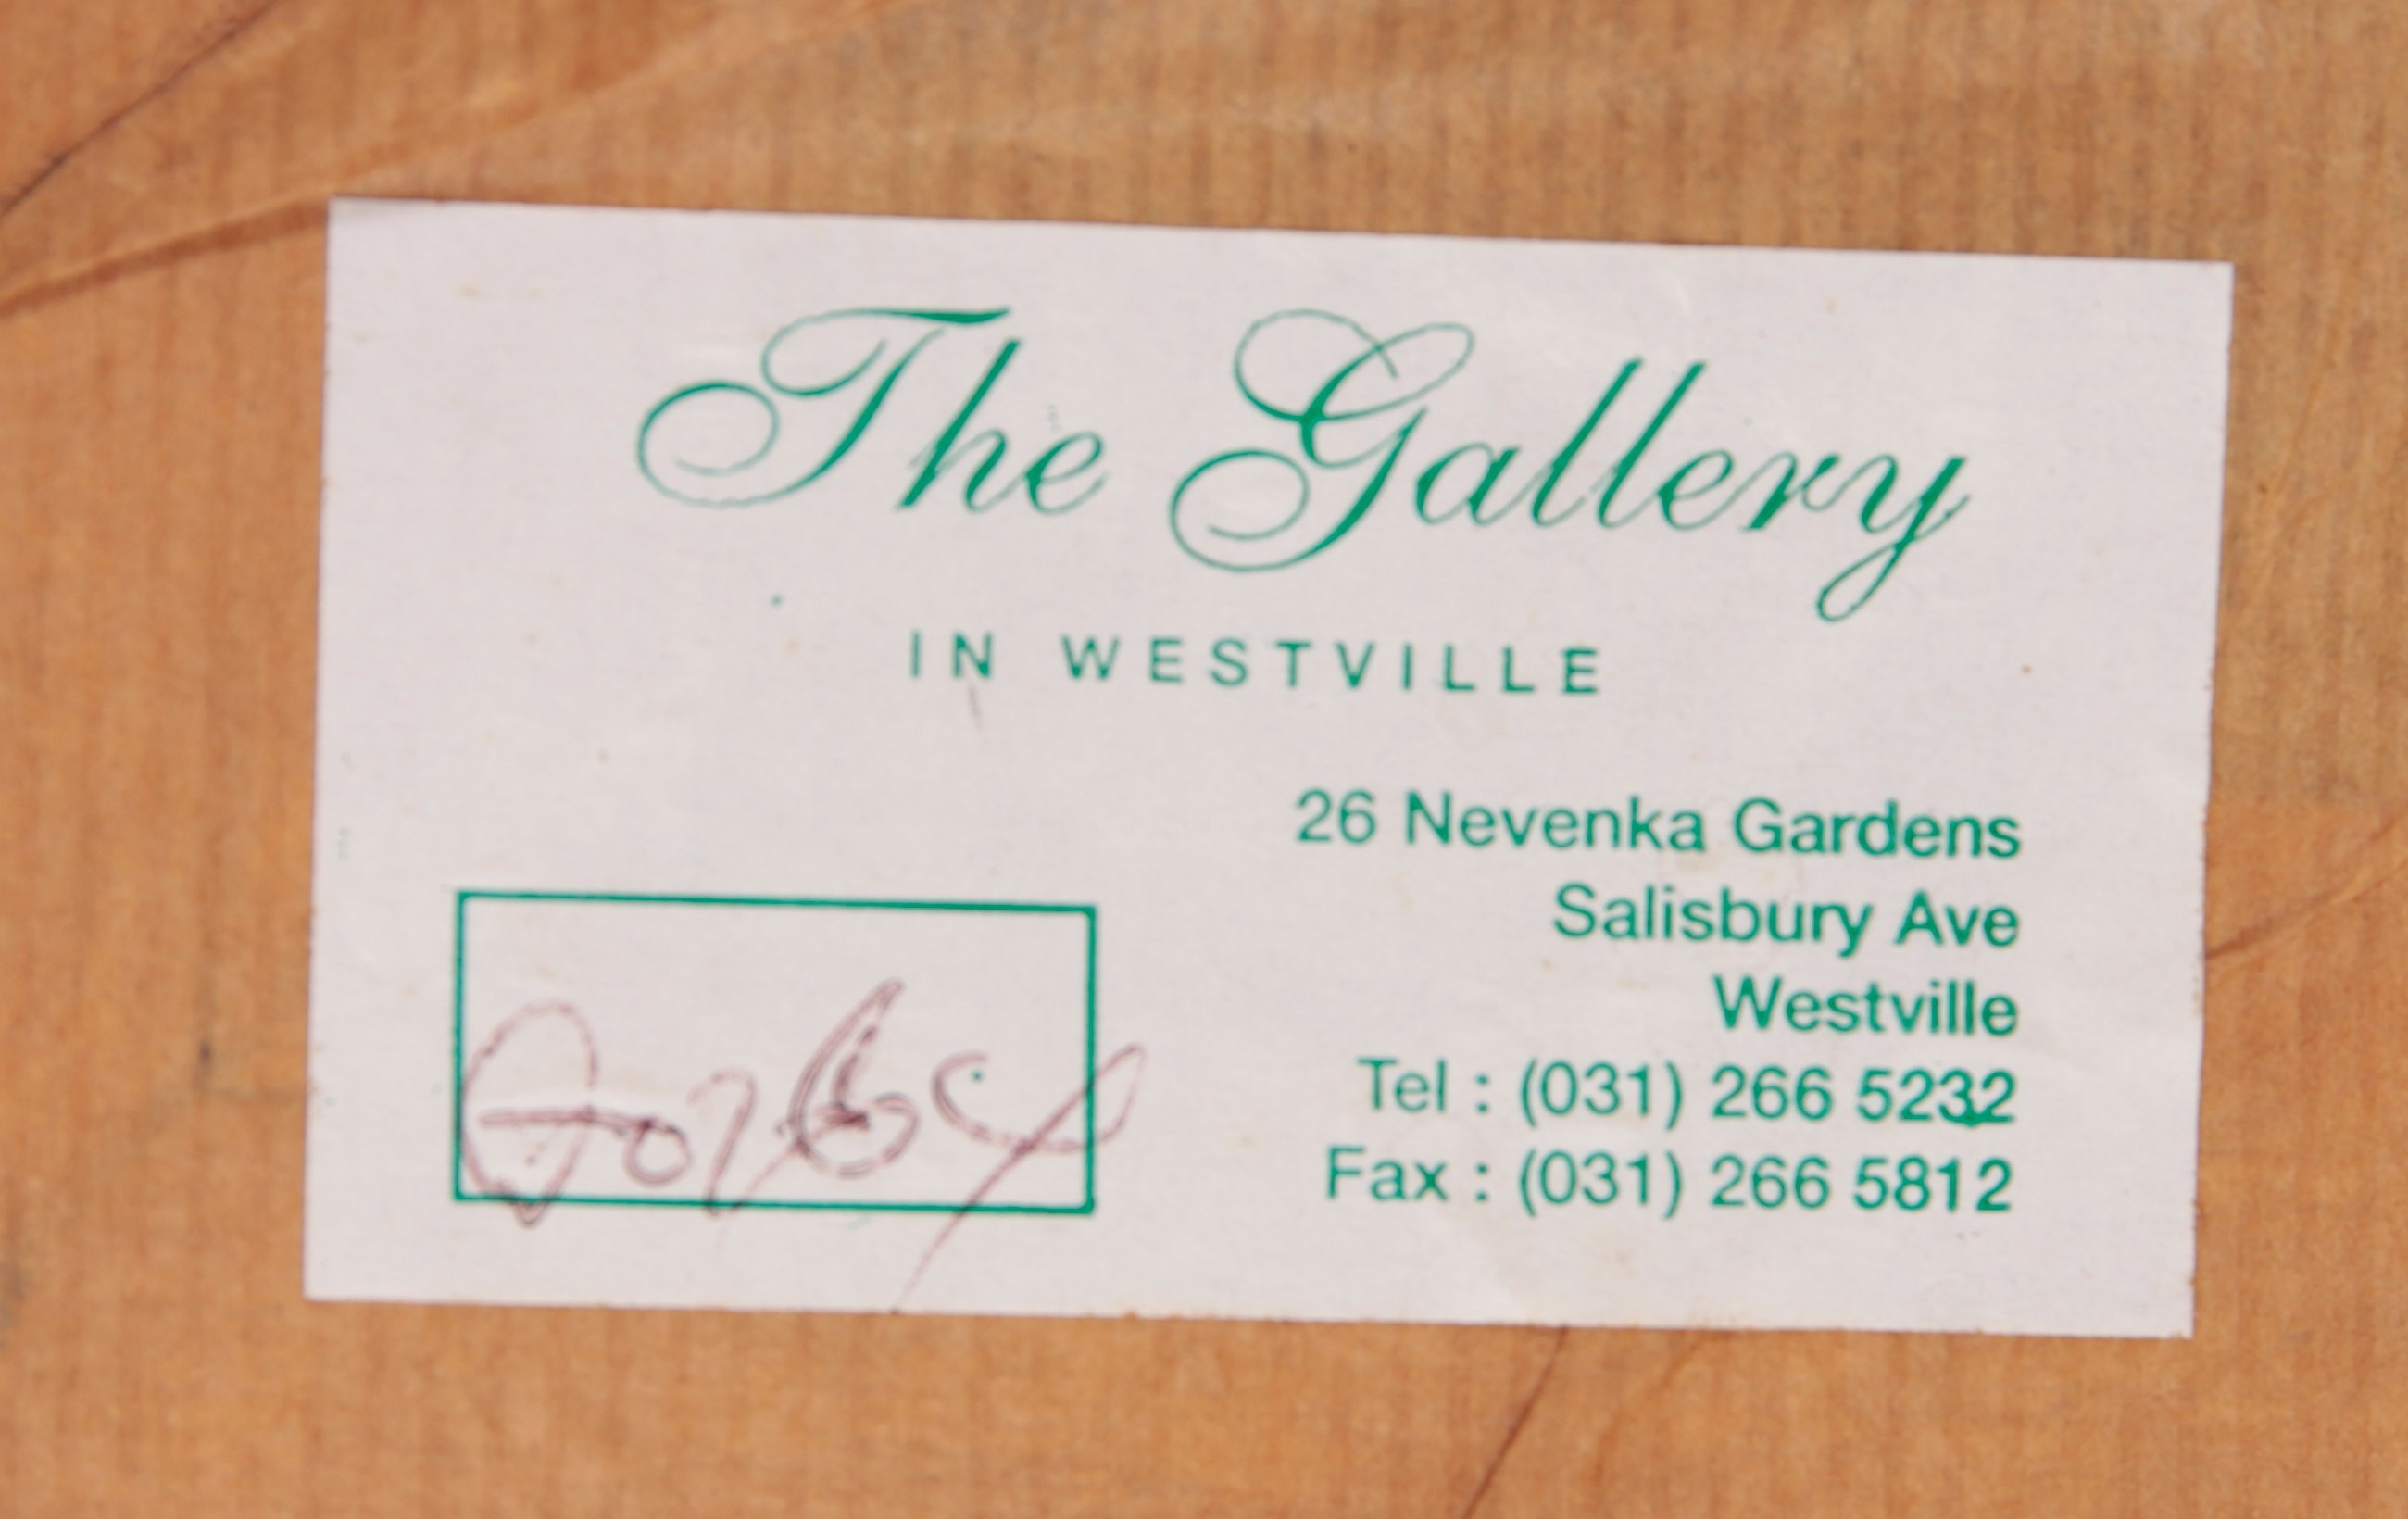 The Gallery
IN WESTVILLE
26 Nevenka Gardens
Salisbury Ave
Westville
Tel : (031) 266 5232
Fax : (031) 266 5812